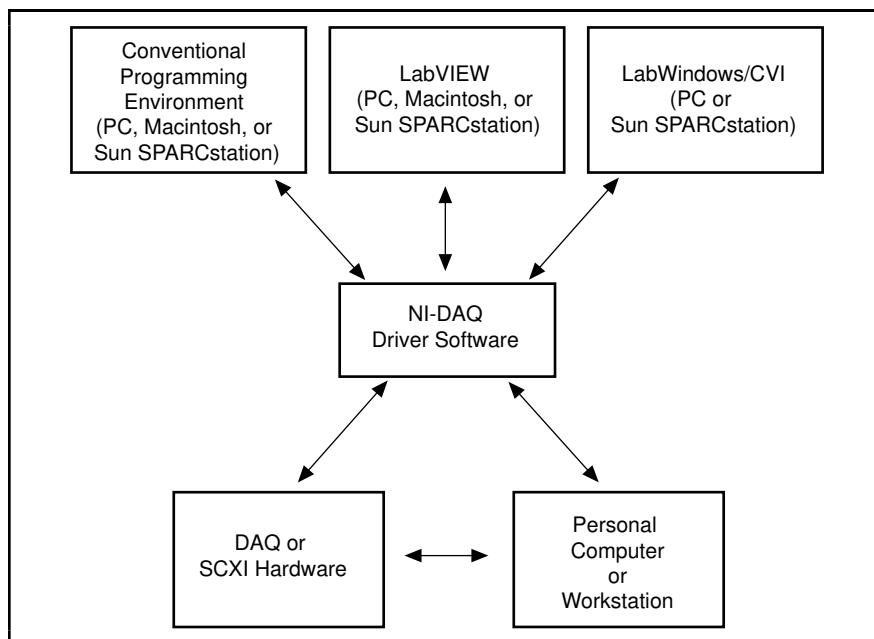 Conventional
Programming
Environment
(PC, Macintosh, or
Sun SPARCstation)
LabVIEW
(PC, Macintosh, or
Sun SPARCstation)
LabWindows/CVI
(PC or
Sun SPARCstation)
NI-DAQ
Driver Software
DAQ or
SCXI Hardware
Personal
Computer
or
Workstation